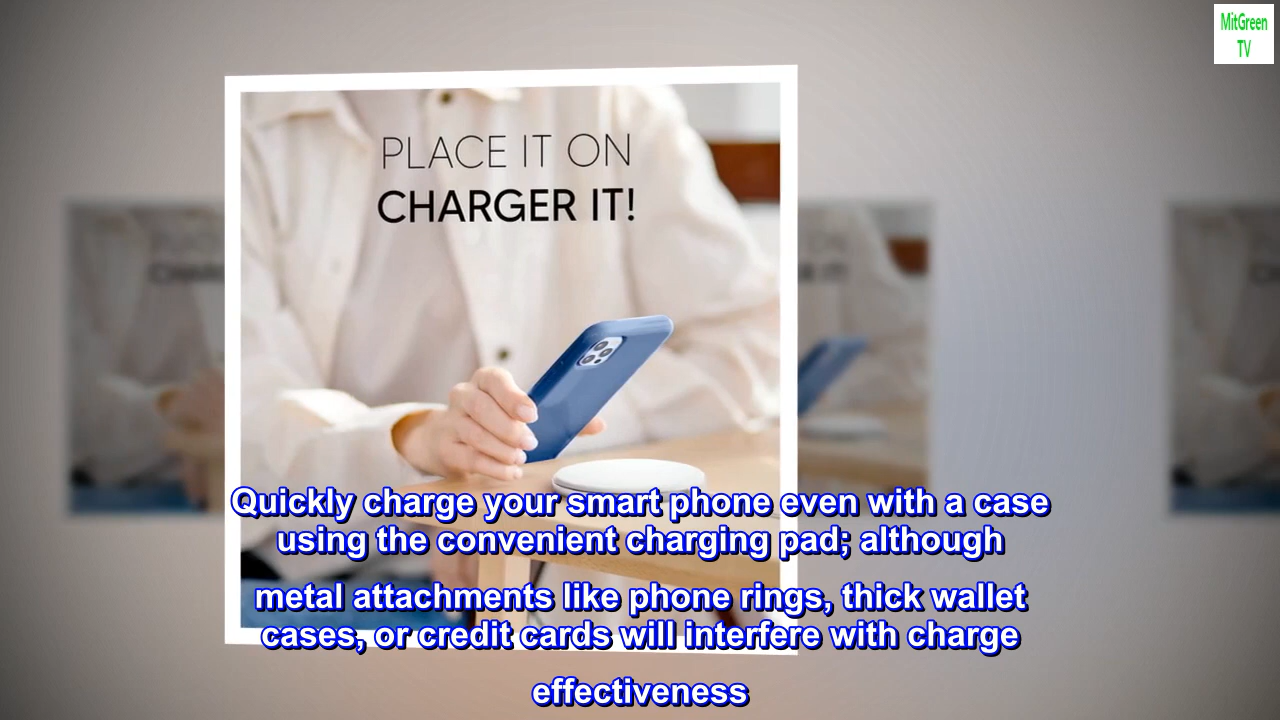 MitGreen
TV
PLACE IT ON
CHARGER IT!
Quickly charge your smart phone even with a case
using the convenient charging pad; although
metal attachments like phone rings, thick wallet
cases, or credit cards will interfere with charge
effectiveness